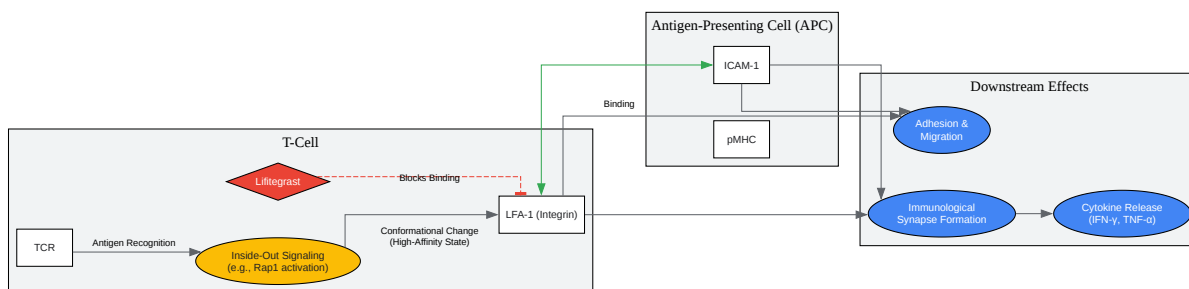 Antigen-Presenting Cell (APC)
ICAM-1
pMHC
Binding
Downstream Effects
Adhesion &
Migration
Immunological
Synapse Formation
Cytokine Release
(IFN-γ, TNF-α)
T-Cell
Lifitegrast
Blocks Binding
LFA-1 (Integrin)
Conformational Change
(High-Affinity State)
TCR
Antigen Recognition
Inside-Out Signaling
(e.g., Rap1 activation)